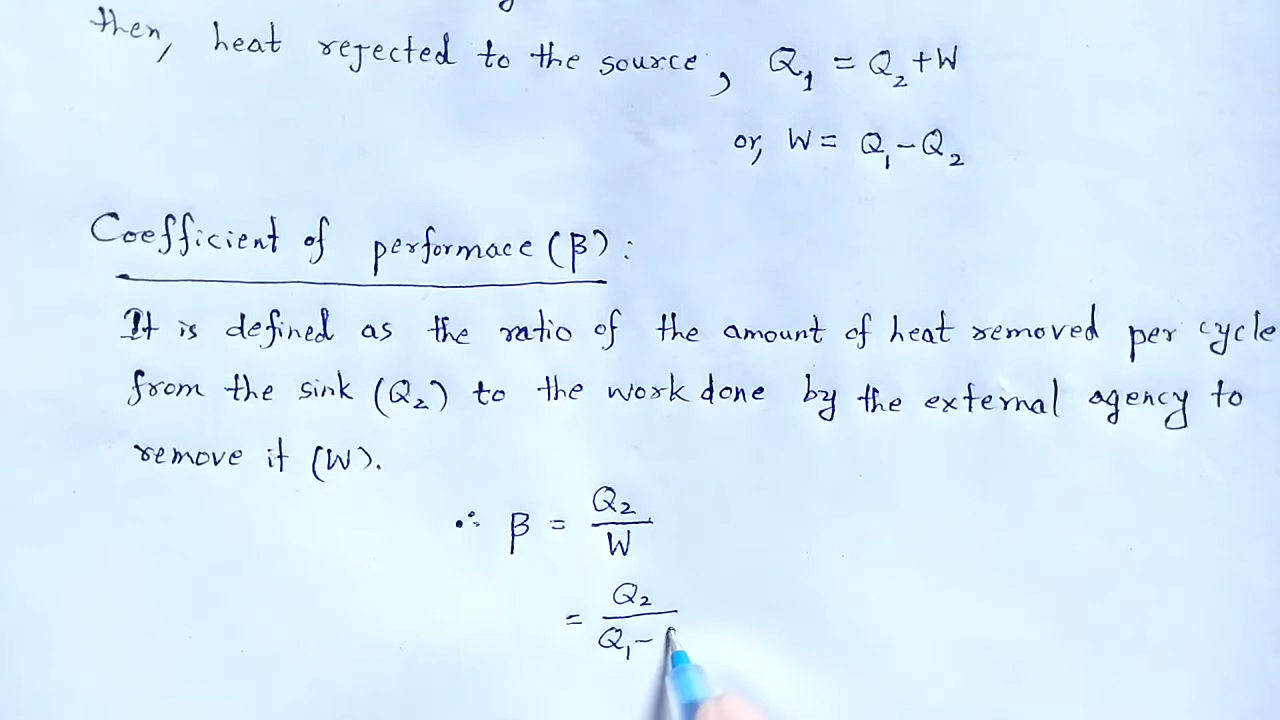 then, heat rejected to the source, Q₁ = Q₂+W
or, W = Q₁-Q₂
Coefficient of performace (β):
It is defined as the ratio of the amount of heat removed per cycle
from the sink (Q₂) to the work done by the external agency to
remove it (W).
∴ β = Q₂/W
= Q₂/Q₁-